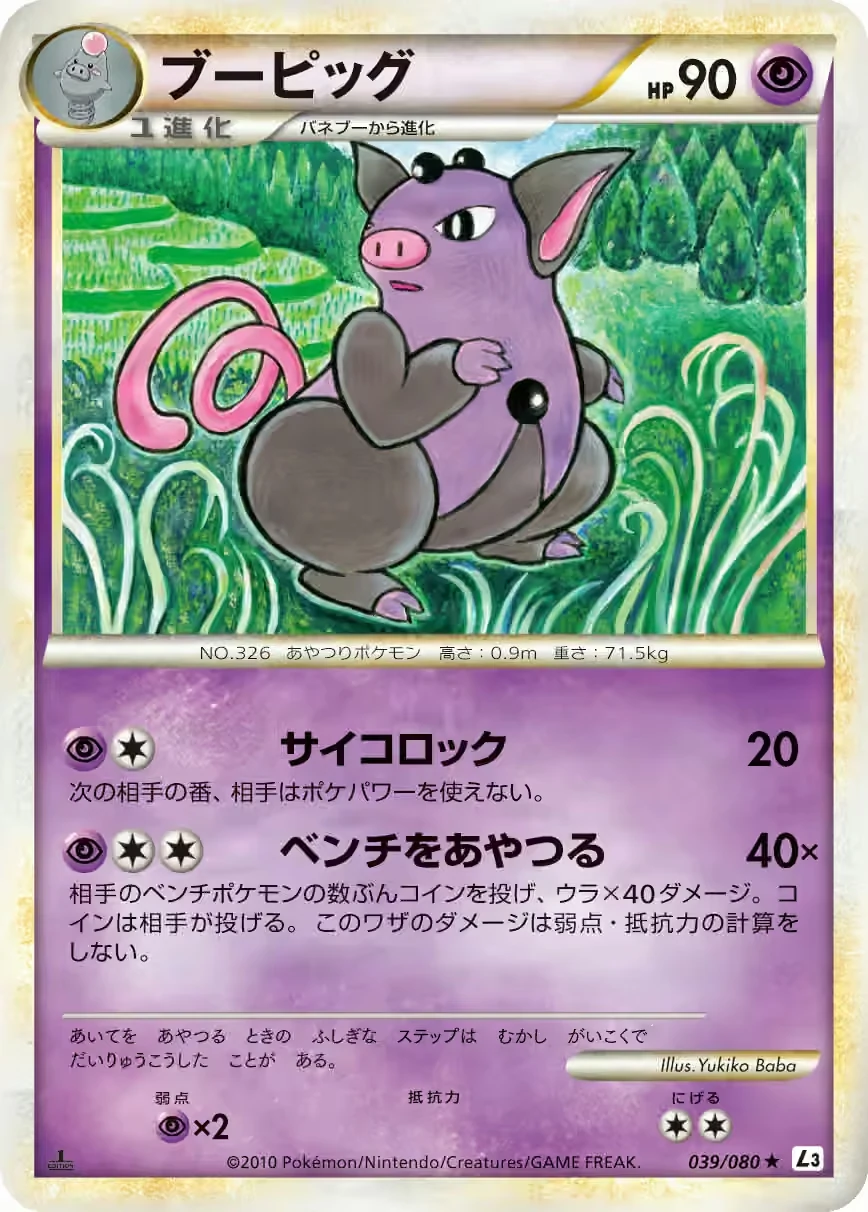 ブーピッグ
HP90
1進化
バネブーから進化
NO.326 あやつりポケモン 高さ：0.9m 重さ：71.5kg
サイコロック 20
次の相手の番、相手はポケパワーを使えない。
ベンチをあやつる 40×
相手のベンチポケモンの数ぶんコインを投げ、ウラ×40ダメージ。コ
インは相手が投げる。このワザのダメージは弱点・抵抗力の計算を
しない。
あいてを あやつる ときの ふしぎな ステップは むかし がいこくで
だいりゅうこうした ことが ある。
Illus.Yukiko Baba
弱点 抵抗力 にげる
×2
1 EDITION
©2010 Pokémon/Nintendo/Creatures/GAME FREAK.
039/080 ★ L3